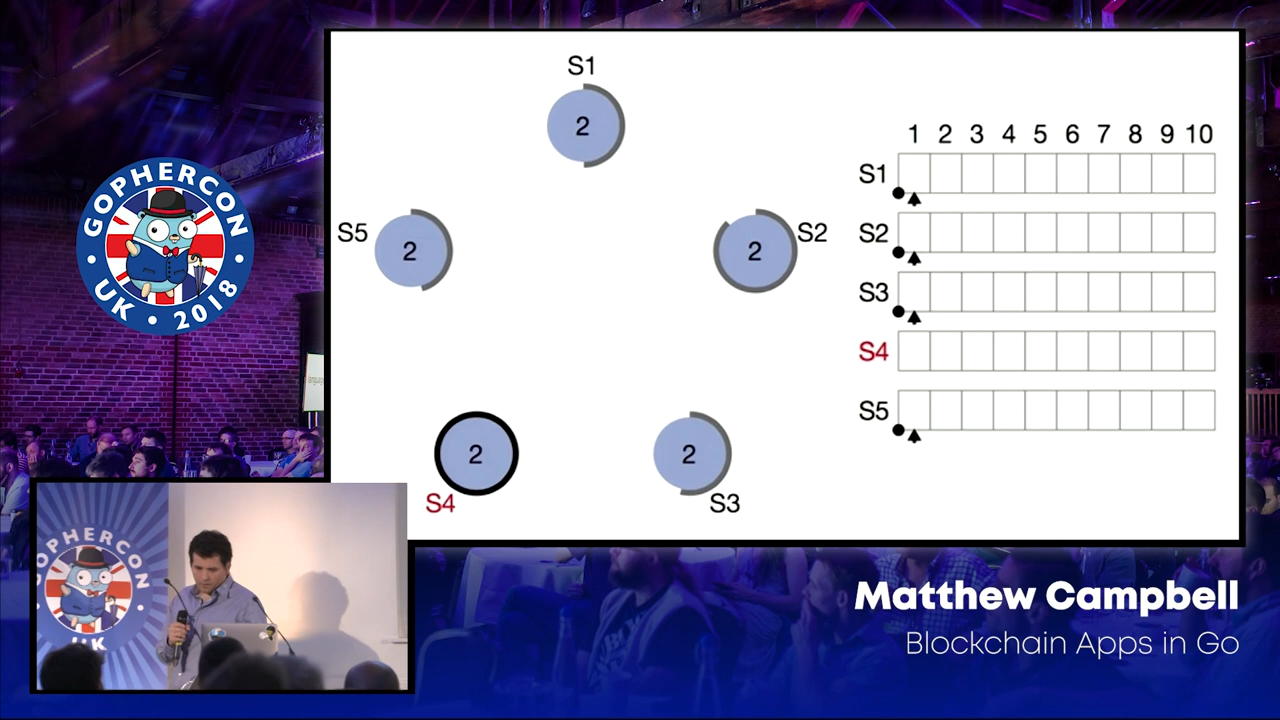 GOPHERCON
UK • 2018
S1
2
S5
2
2
S2
2
S4
2
S3
1 2 3 4 5 6 7 8 9 10
S1
S2
S3
S4
S5
GOPHERCON
UK
Matthew Campbell
Blockchain Apps in Go